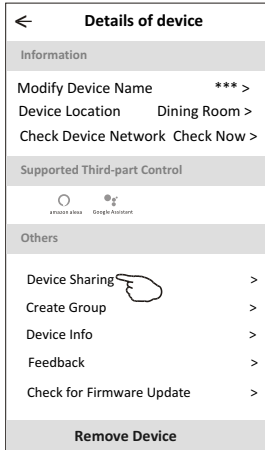 ← Details of device
Information
Modify Device Name *** >
Device Location Dining Room >
Check Device Network Check Now >
Supported Third-part Control
amazon alexa Google Assistant
Others
Device Sharing >
Create Group >
Device Info >
Feedback >
Check for Firmware Update >
Remove Device